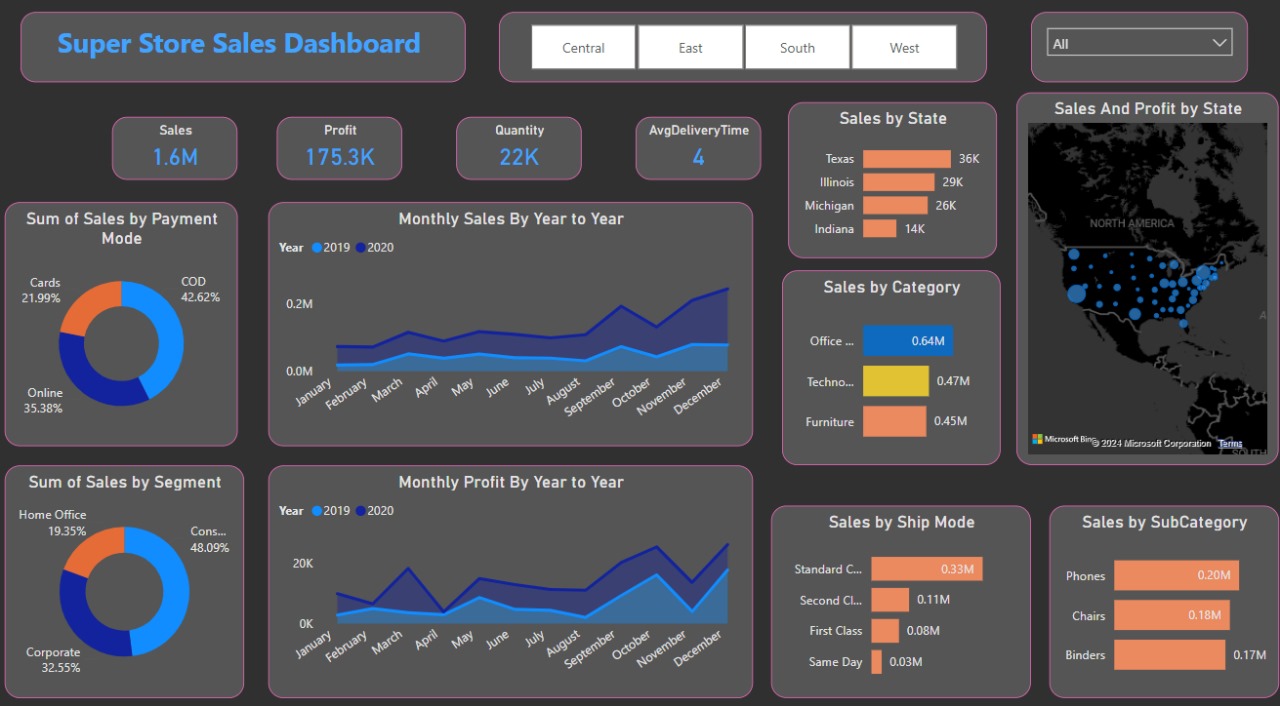 Super Store Sales Dashboard
Central
East
South
West
All
Sales
1.6M
Profit
175.3K
Quantity
22K
AvgDeliveryTime
4
Sales by State
Texas 36K
Illinois 29K
Michigan 26K
Indiana 14K
Sales And Profit by State
NORTH AMERICA
A
Microsoft Bing
© 2024 Microsoft Corporation Terms
SOUTH
Sum of Sales by Payment
Mode
Cards
21.99%
COD
42.62%
Online
35.38%
Monthly Sales By Year to Year
Year 2019 2020
0.2M
0.0M
January
February
March
April
May
June
July
August
September
October
November
December
Sales by Category
Office ... 0.64M
Techno... 0.47M
Furniture 0.45M
Sum of Sales by Segment
Home Office
19.35%
Cons...
48.09%
Corporate
32.55%
Monthly Profit By Year to Year
Year 2019 2020
20K
0K
January
February
March
April
May
June
July
August
September
October
November
December
Sales by Ship Mode
Standard C... 0.33M
Second Cl... 0.11M
First Class 0.08M
Same Day 0.03M
Sales by SubCategory
Phones 0.20M
Chairs 0.18M
Binders 0.17M